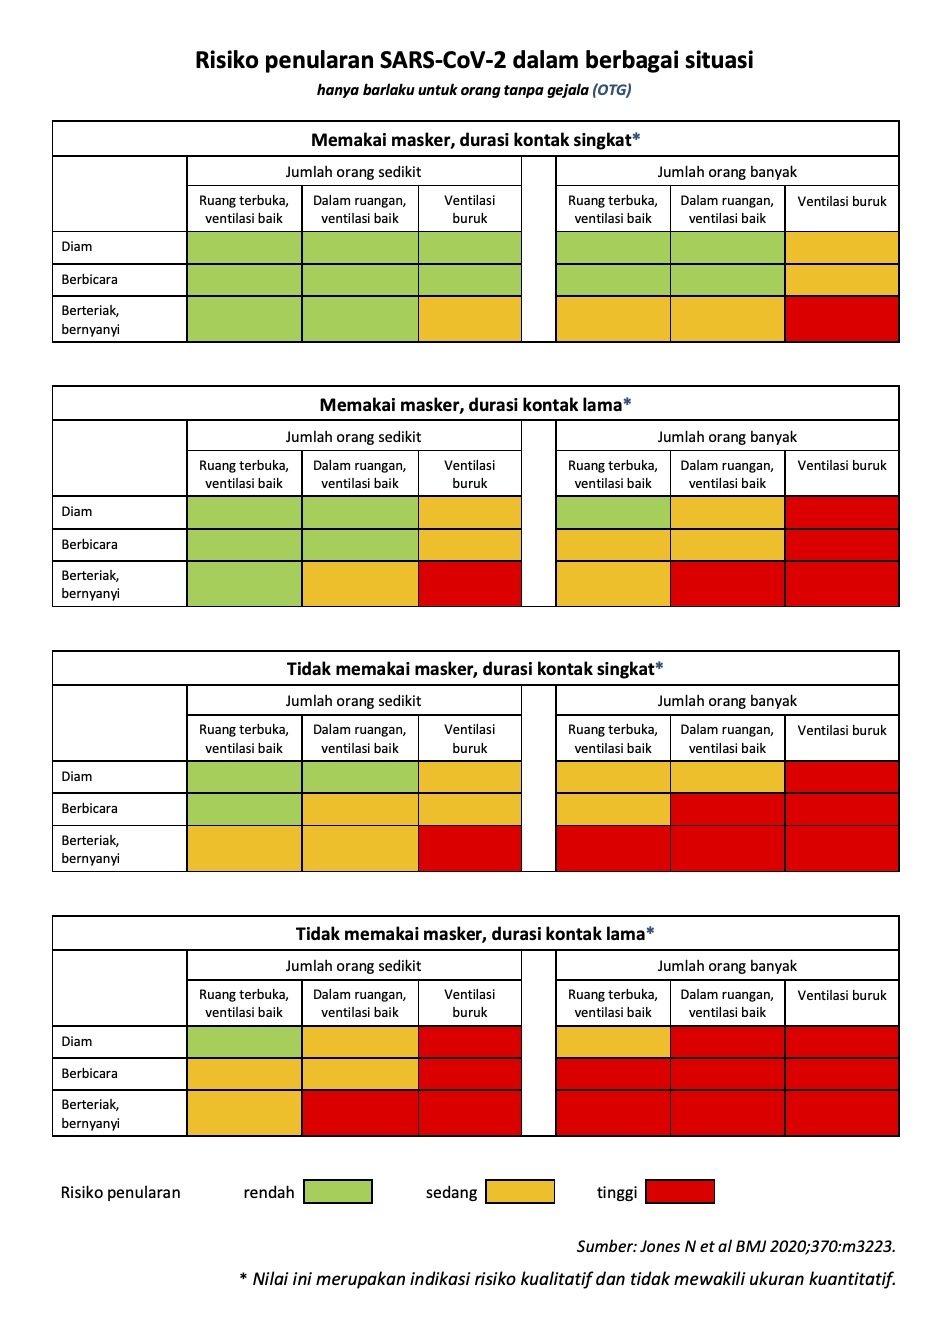 Risiko penularan SARS-CoV-2 dalam berbagai situasi
hanya barlaku untuk orang tanpa gejala (OTG)
Memakai masker, durasi kontak singkat*
Jumlah orang sedikit
Jumlah orang banyak
Ruang terbuka, ventilasi baik
Dalam ruangan, ventilasi baik
Ventilasi buruk
Ruang terbuka, ventilasi baik
Dalam ruangan, ventilasi baik
Ventilasi buruk
Diam
Berbicara
Berteriak, bernyanyi
Memakai masker, durasi kontak lama*
Jumlah orang sedikit
Jumlah orang banyak
Ruang terbuka, ventilasi baik
Dalam ruangan, ventilasi baik
Ventilasi buruk
Ruang terbuka, ventilasi baik
Dalam ruangan, ventilasi baik
Ventilasi buruk
Diam
Berbicara
Berteriak, bernyanyi
Tidak memakai masker, durasi kontak singkat*
Jumlah orang sedikit
Jumlah orang banyak
Ruang terbuka, ventilasi baik
Dalam ruangan, ventilasi baik
Ventilasi buruk
Ruang terbuka, ventilasi baik
Dalam ruangan, ventilasi baik
Ventilasi buruk
Diam
Berbicara
Berteriak, bernyanyi
Tidak memakai masker, durasi kontak lama*
Jumlah orang sedikit
Jumlah orang banyak
Ruang terbuka, ventilasi baik
Dalam ruangan, ventilasi baik
Ventilasi buruk
Ruang terbuka, ventilasi baik
Dalam ruangan, ventilasi baik
Ventilasi buruk
Diam
Berbicara
Berteriak, bernyanyi
Risiko penularan rendah sedang tinggi
Sumber: Jones N et al BMJ 2020;370:m3223.
* Nilai ini merupakan indikasi risiko kualitatif dan tidak mewakili ukuran kuantitatif.